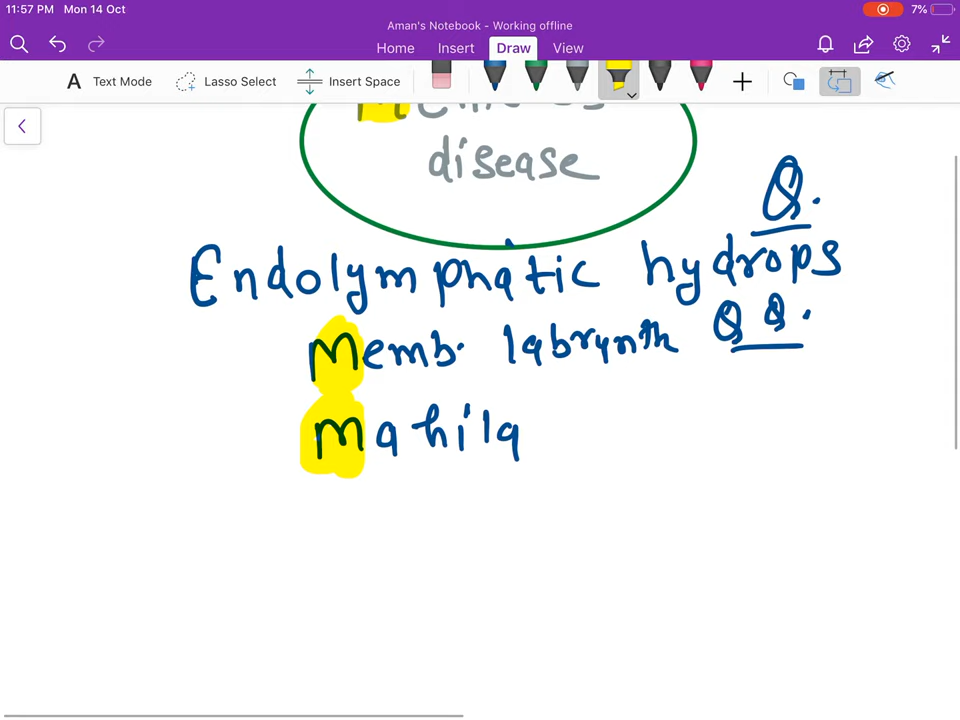 11:57 PM Mon 14 Oct 7%
Aman's Notebook - Working offline
Home Insert Draw View
Text Mode Lasso Select Insert Space
disease
Q.
Endolymphatic hydrops
Memb. labrynth Q Q.
Mahila